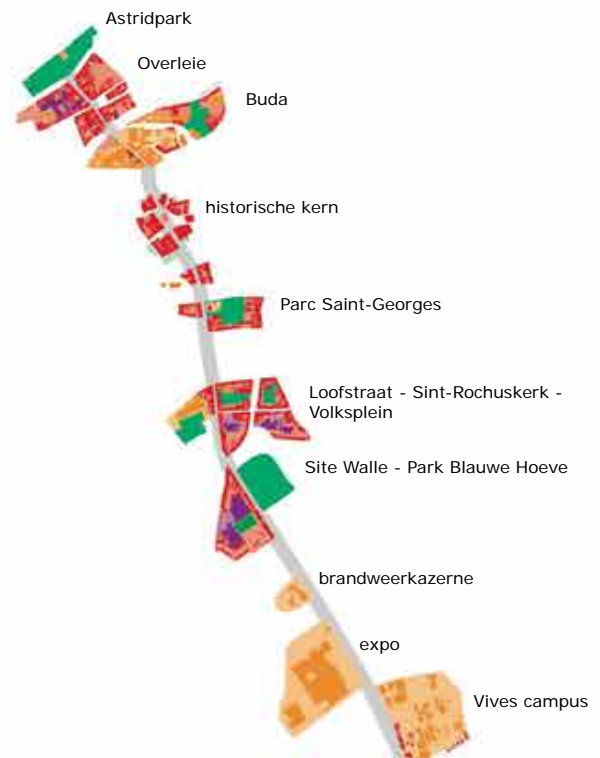 Astridpark
Overleie
Buda
historische kern
Parc Saint-Georges
Loofstraat - Sint-Rochuskerk -
Volksplein
Site Walle - Park Blauwe Hoeve
brandweerkazerne
expo
Vives campus